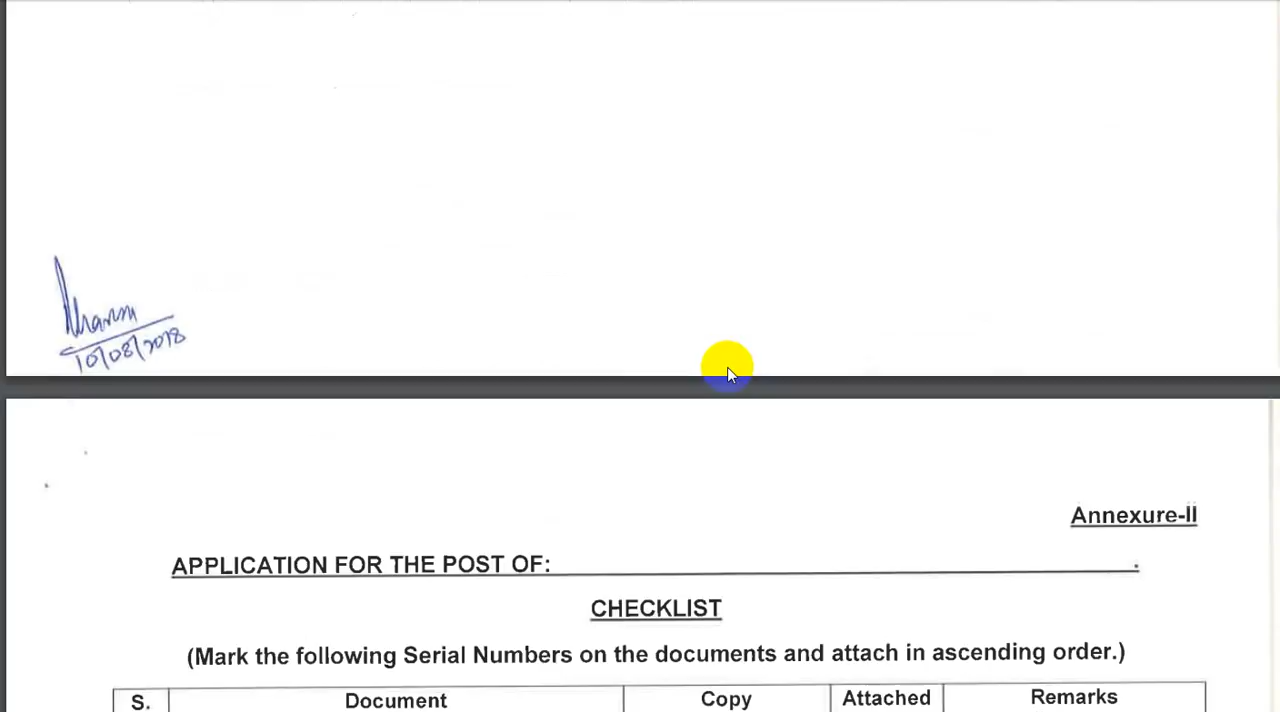 10/08/2018
Annexure-II
APPLICATION FOR THE POST OF: .
CHECKLIST
(Mark the following Serial Numbers on the documents and attach in ascending order.)
S. Document Copy Attached Remarks